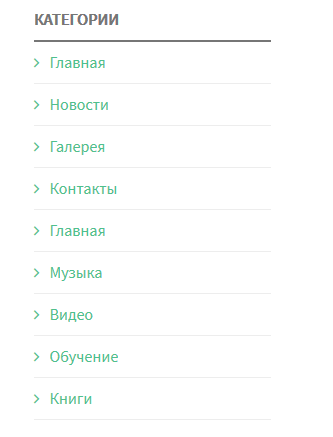 КАТЕГОРИИ
Главная
Новости
Галерея
Контакты
Главная
Музыка
Видео
Обучение
Книги